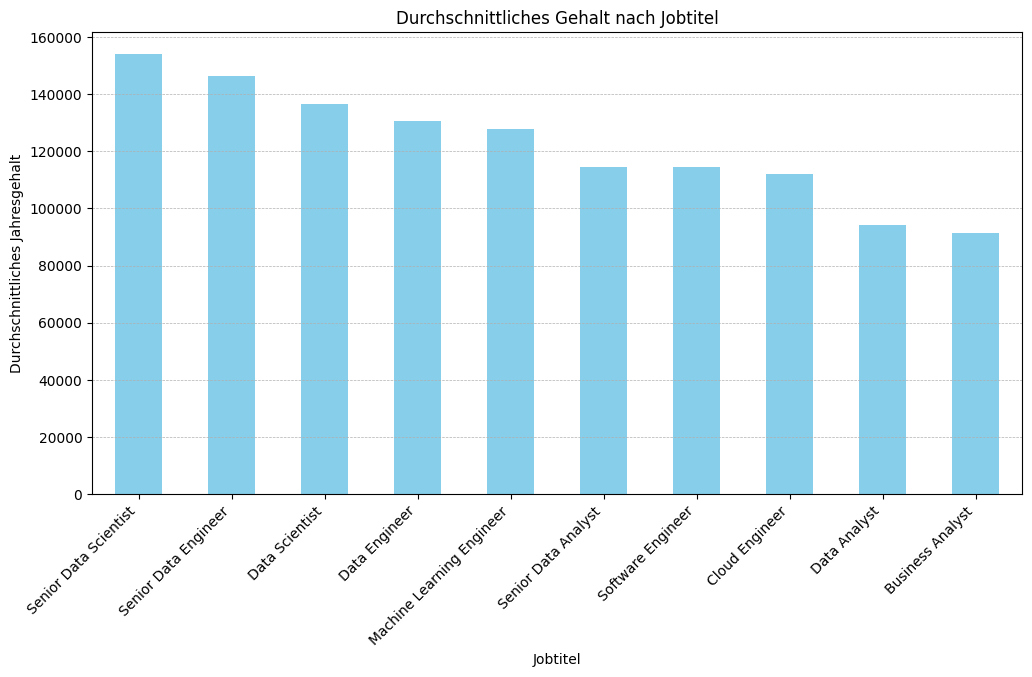 Durchschnittliches Gehalt nach Jobtitel
Durchschnittliches Jahresgehalt
160000
140000
120000
100000
80000
60000
40000
20000
0
Senior Data Scientist
Senior Data Engineer
Data Scientist
Data Engineer
Machine Learning Engineer
Senior Data Analyst
Software Engineer
Cloud Engineer
Data Analyst
Business Analyst
Jobtitel